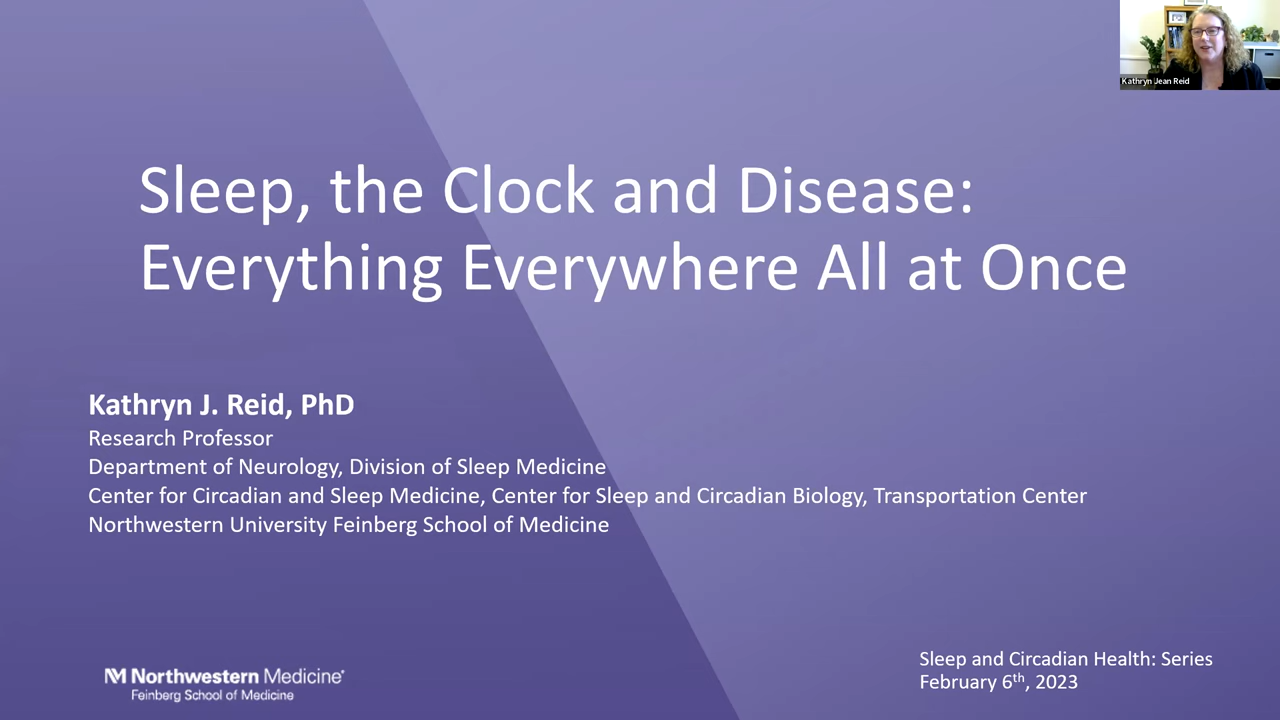 Kathryn Jean Reid
Sleep, the Clock and Disease:
Everything Everywhere All at Once
Kathryn J. Reid, PhD
Research Professor
Department of Neurology, Division of Sleep Medicine
Center for Circadian and Sleep Medicine, Center for Sleep and Circadian Biology, Transportation Center
Northwestern University Feinberg School of Medicine
Northwestern Medicine®
Feinberg School of Medicine
Sleep and Circadian Health: Series
February 6th, 2023